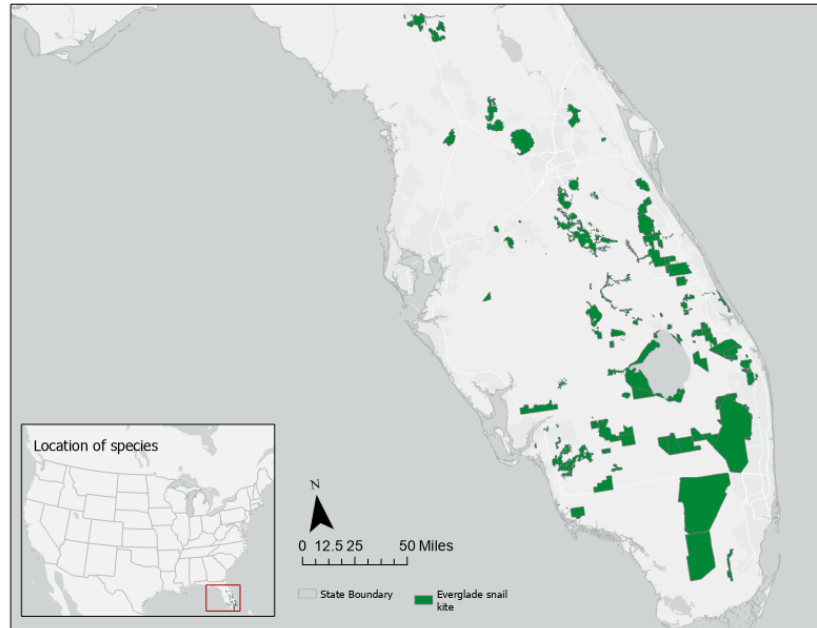 Location of species
N
0 12.5 25 50 Miles
State Boundary
Everglade snail
kite